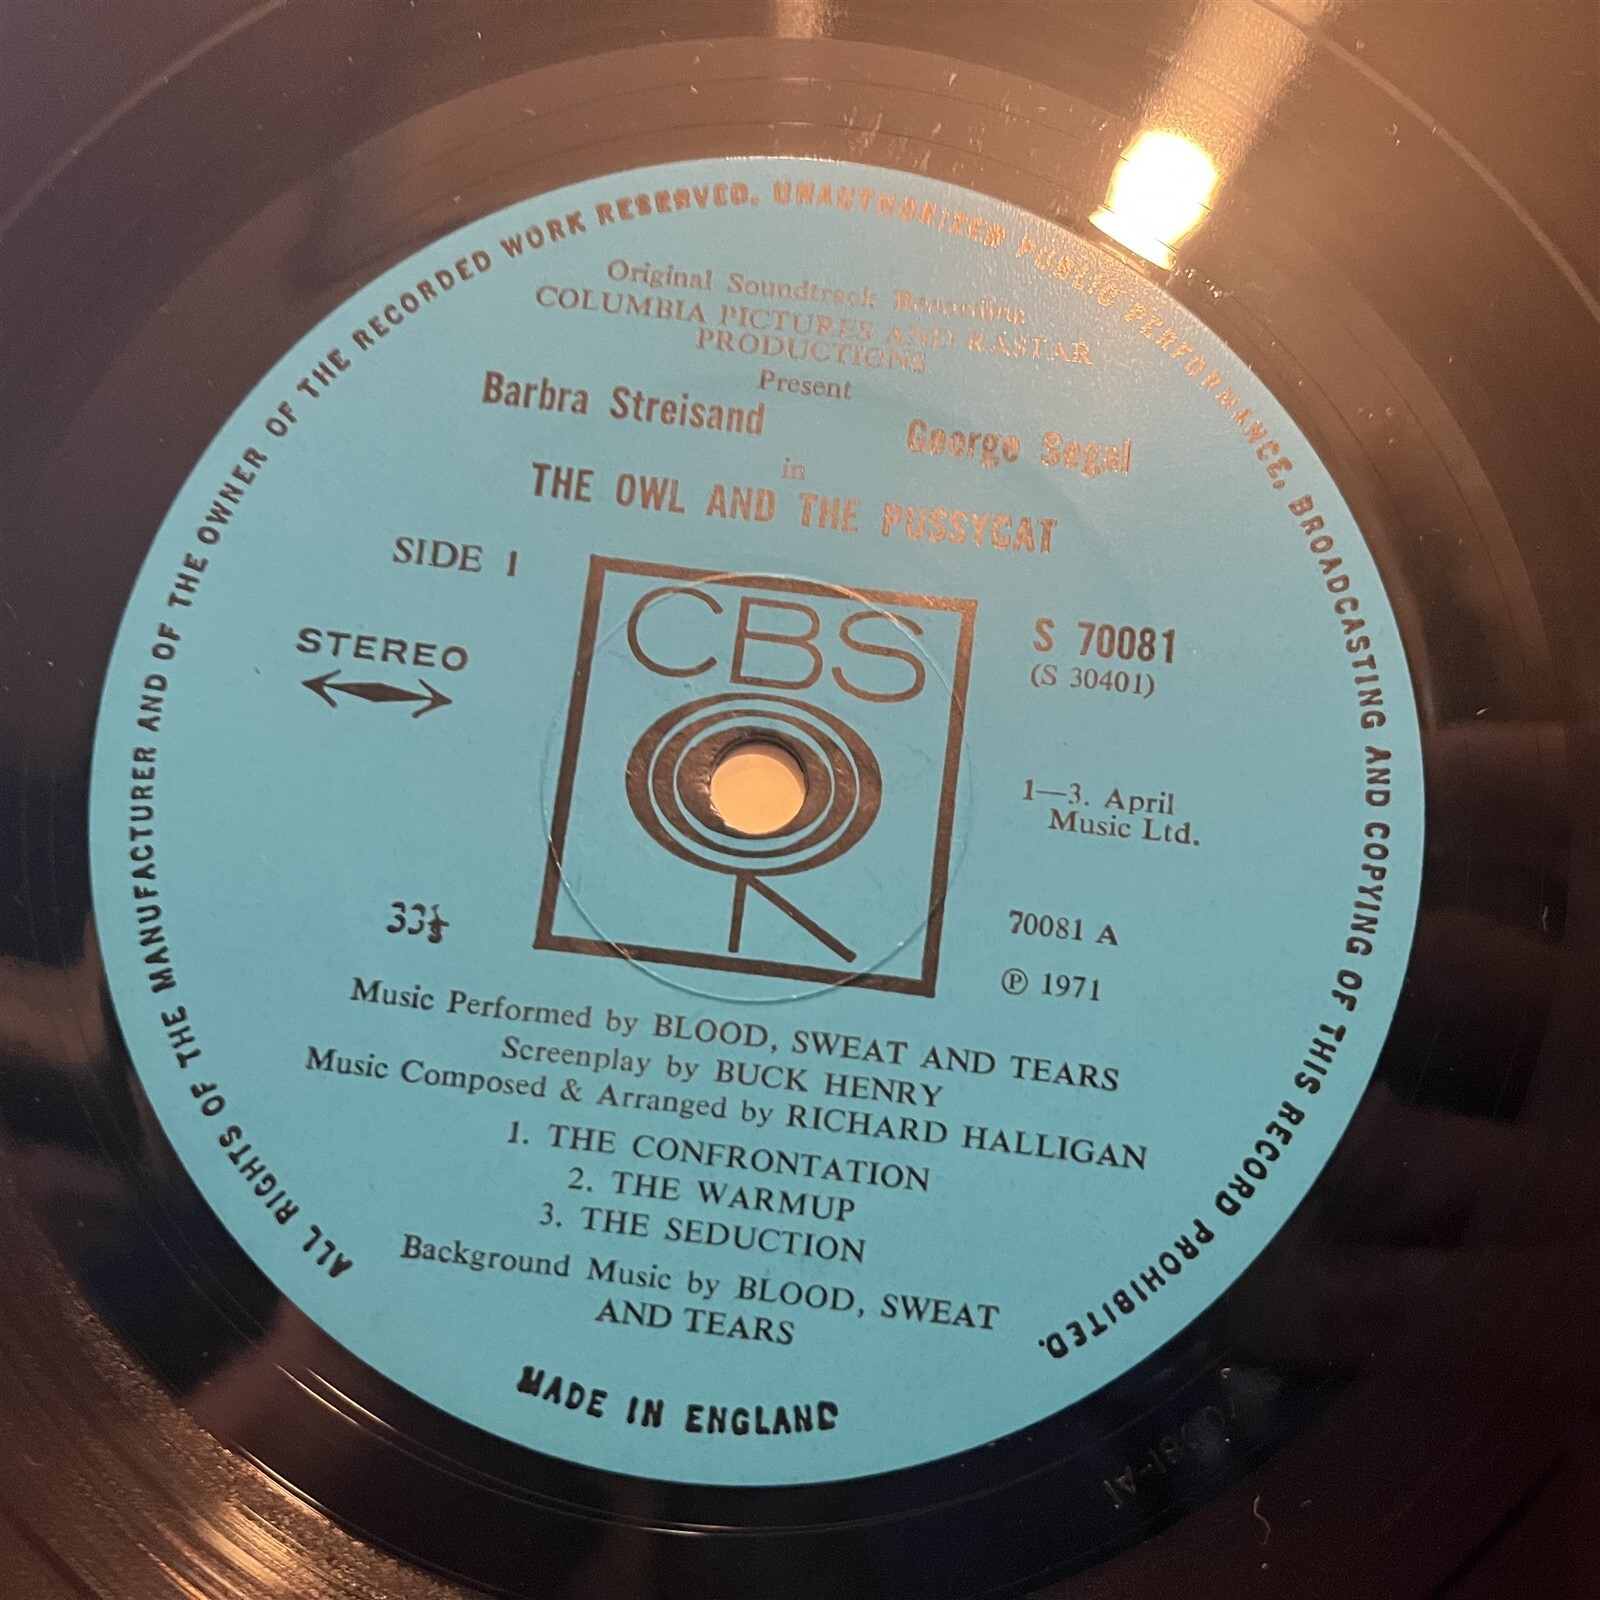 ALL RIGHTS OF THE MANUFACTURER AND OF THE OWNER OF THE RECORDED WORK RESERVED. UNAUTHORIZED PUBLIC PERFORMANCE, BROADCASTING AND COPYING OF THIS RECORD PROHIBITED.
Original Soundtrack Recording
COLUMBIA PICTURES AND RASTAR
PRODUCTIONS
Present
Barbra Streisand George Segal
in
THE OWL AND THE PUSSYCAT
SIDE 1
STEREO
CBS
S 70081
(S 30401)
1—3. April
Music Ltd.
33⅓
70081 A
℗ 1971
Music Performed by BLOOD, SWEAT AND TEARS
Screenplay by BUCK HENRY
Music Composed & Arranged by RICHARD HALLIGAN
1. THE CONFRONTATION
2. THE WARMUP
3. THE SEDUCTION
Background Music by BLOOD, SWEAT
AND TEARS
MADE IN ENGLAND